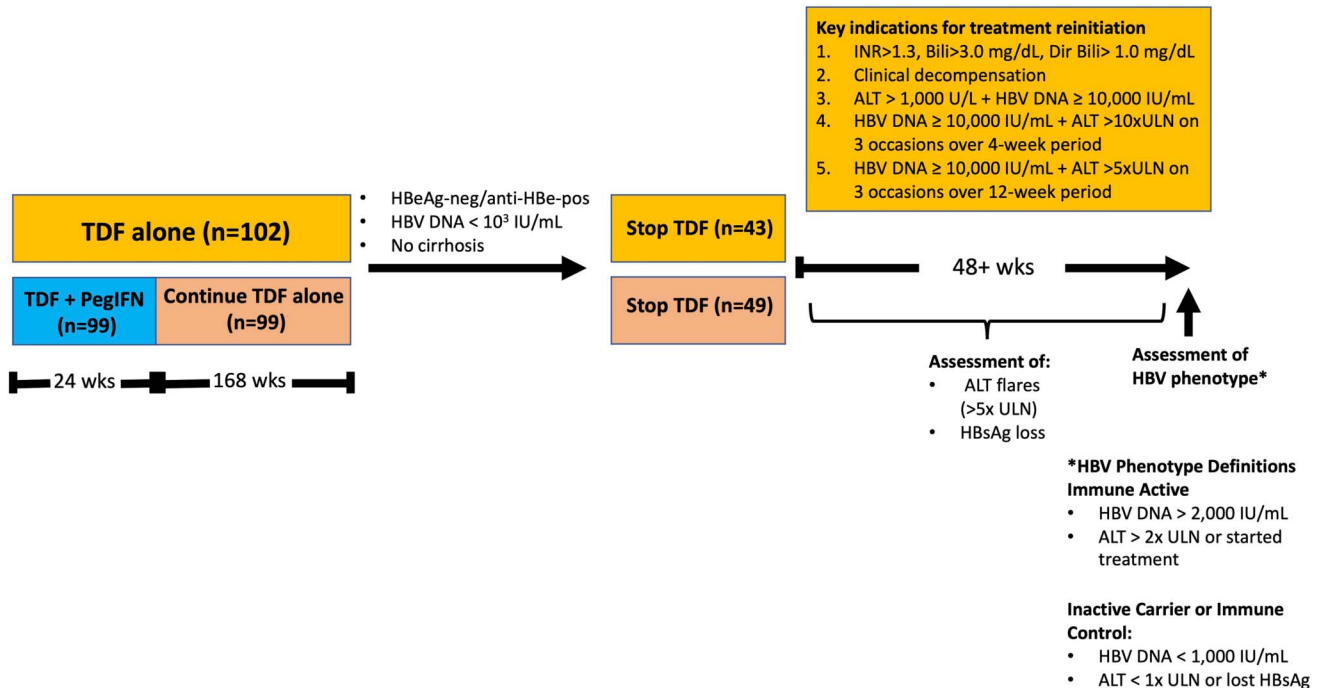 Key indications for treatment reinitiation
1. INR>1.3, Bili>3.0 mg/dL, Dir Bili> 1.0 mg/dL
2. Clinical decompensation
3. ALT > 1,000 U/L + HBV DNA ≥ 10,000 IU/mL
4. HBV DNA ≥ 10,000 IU/mL + ALT >10xULN on
3 occasions over 4-week period
5. HBV DNA ≥ 10,000 IU/mL + ALT >5xULN on
3 occasions over 12-week period
TDF alone (n=102)
• HBeAg-neg/anti-HBe-pos
• HBV DNA < 10³ IU/mL
• No cirrhosis
Stop TDF (n=43)
TDF + PegIFN
(n=99)
Continue TDF alone
(n=99)
Stop TDF (n=49)
48+ wks
24 wks
168 wks
Assessment of:
• ALT flares
(>5x ULN)
• HBsAg loss
Assessment of
HBV phenotype*
*HBV Phenotype Definitions
Immune Active
• HBV DNA > 2,000 IU/mL
• ALT > 2x ULN or started
treatment
Inactive Carrier or Immune
Control:
• HBV DNA < 1,000 IU/mL
• ALT < 1x ULN or lost HBsAg